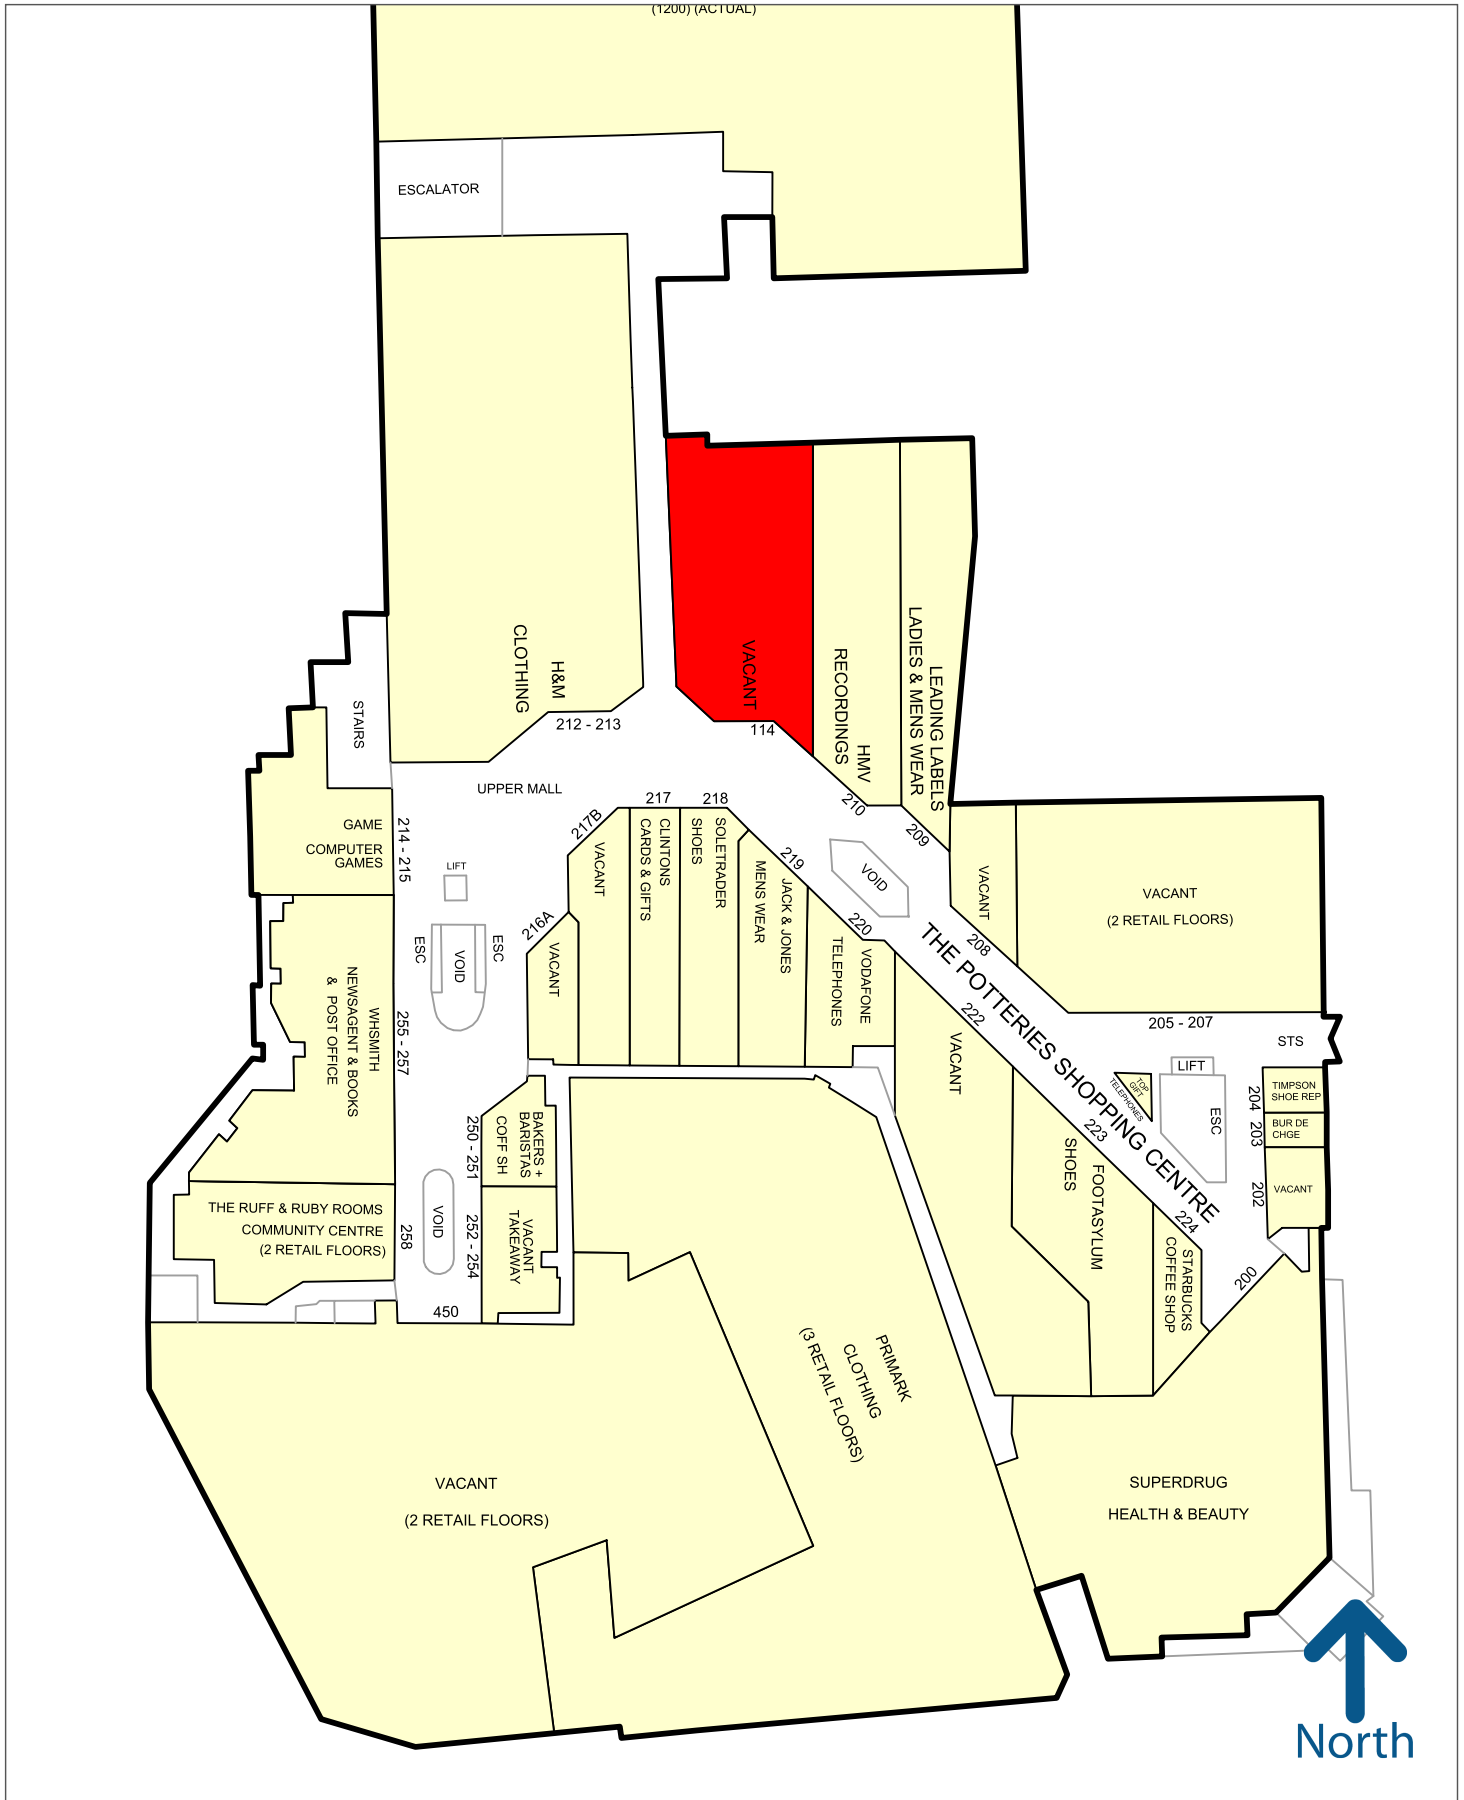 (1200) (ACTUAL)
ESCALATOR
H&M
CLOTHING
212 - 213
VACANT
114
HMV
RECORDINGS
210
LEADING LABELS
LADIES & MENS WEAR
209
STAIRS
UPPER MALL
GAME
COMPUTER
GAMES
214 - 215
LIFT
ESC
VOID
ESC
217B
VACANT
216A
VACANT
217
CLINTONS
CARDS & GIFTS
218
SOLETRADER
SHOES
219
JACK & JONES
MENS WEAR
220
VODAFONE
TELEPHONES
VOID
VACANT
208
VACANT
(2 RETAIL FLOORS)
205 - 207
STS
THE POTTERIES SHOPPING CENTRE
222
VACANT
223
FOOTASYLUM
SHOES
224
STARBUCKS
COFFEE SHOP
LIFT
ESC
TOP
GIFT
TELEPHONES
204
TIMPSON
SHOE REP
203
BUR DE
CHGE
202
VACANT
200
WHSMITH
NEWSAGENT & BOOKS
& POST OFFICE
255 - 257
THE RUFF & RUBY ROOMS
COMMUNITY CENTRE
(2 RETAIL FLOORS)
258
VOID
250 - 251
BAKERS +
BARISTAS
COFF SH
252 - 254
VACANT
TAKEAWAY
450
VACANT
(2 RETAIL FLOORS)
PRIMARK
CLOTHING
(3 RETAIL FLOORS)
SUPERDRUG
HEALTH & BEAUTY
North